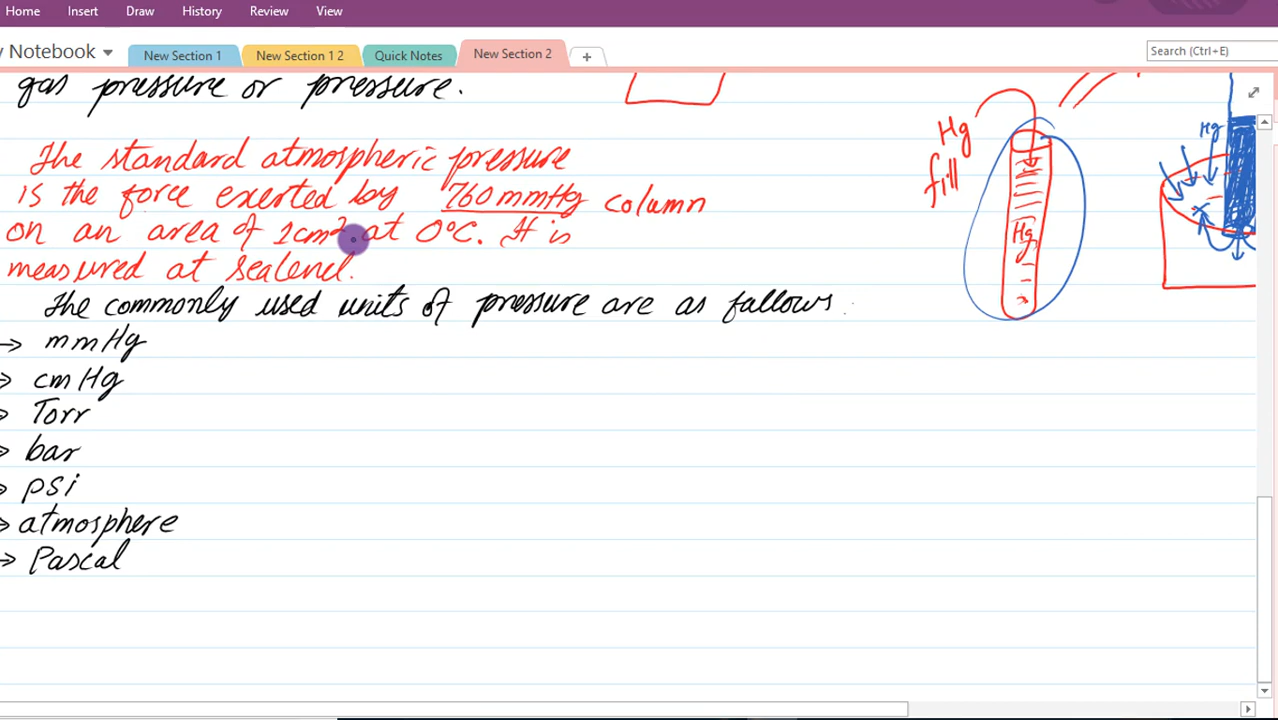 Home Insert Draw History Review View
y Notebook New Section 1 New Section 1 2 Quick Notes New Section 2 + Search (Ctrl+E)
gas pressure or pressure.
The standard atmospheric pressure
is the force exerted by 760 mmHg column
on an area of 1cm² at 0°C. It is
measured at sealevel.
The commonly used units of pressure are as follows:
→ mmHg
→ cmHg
→ Torr
→ bar
→ psi
→ atmosphere
→ Pascal
Hg
fill
Hg
Hg